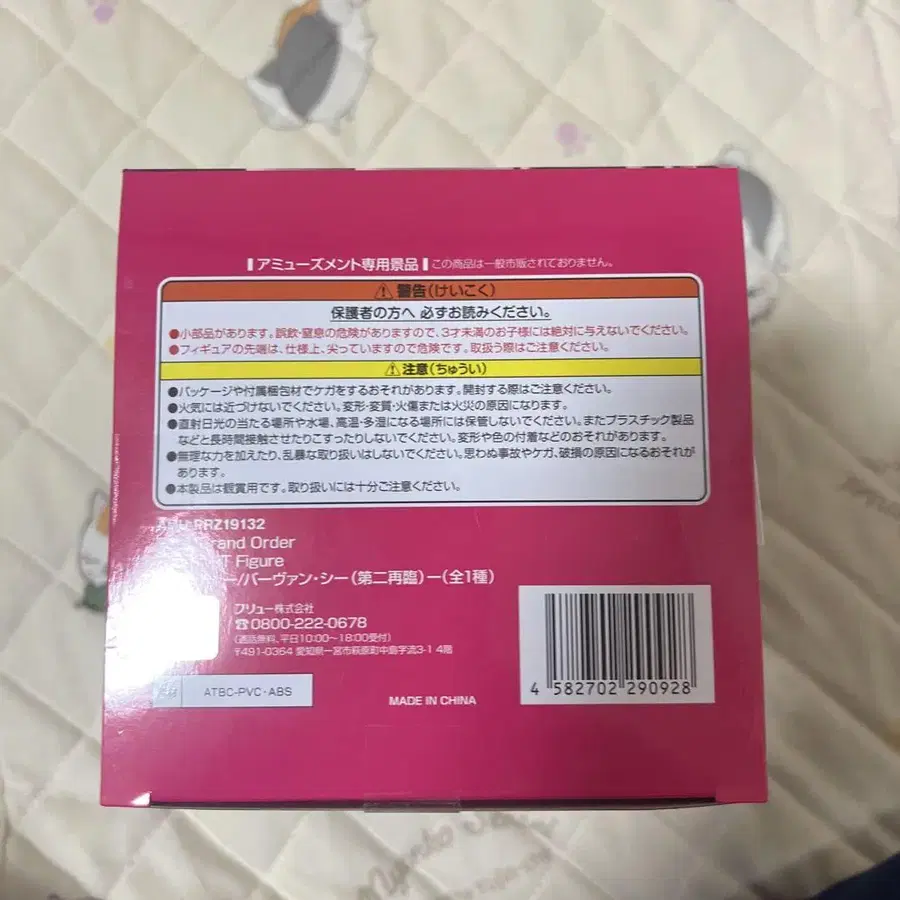 アミューズメント専用景品 この商品は一般市販されておりません。
⚠警告(けいこく)
保護者の方へ 必ずお読みください。
●小部品があります。誤飲・窒息の危険がありますので、3才未満のお子様には絶対に与えないでください。
●フィギュアの先端は、仕様上、尖っていますので危険です。取扱う際はご注意ください。
⚠注意(ちゅうい)
●パッケージや付属梱包材でケガをするおそれがあります。開封する際はご注意ください。
●火気には近づけないでください。変形・変質・火傷または火災の原因になります。
●直射日光の当たる場所や水場、高温・多湿になる場所には保管しないでください。またプラスチック製品
などと長時間接触させたりこすったりしないでください。変形や色の付着などのおそれがあります。
●無理な力を加えたり、乱暴な取り扱いはしないでください。思わぬ事故やケガ、破損の原因になるおそれが
あります。
●本製品は観賞用です。取り扱いには十分ご注意ください。
RRZ19132
Grand Order
Figure
ー/バーヴァン・シー(第二再臨)ー(全1種)
フリュー株式会社
☎0800-222-0678
(通話無料、平日10:00〜18:00受付)
〒491-0364 愛知県一宮市萩原町中島字流3-1 4階
ATBC-PVC・ABS
MADE IN CHINA
4 582702 290928